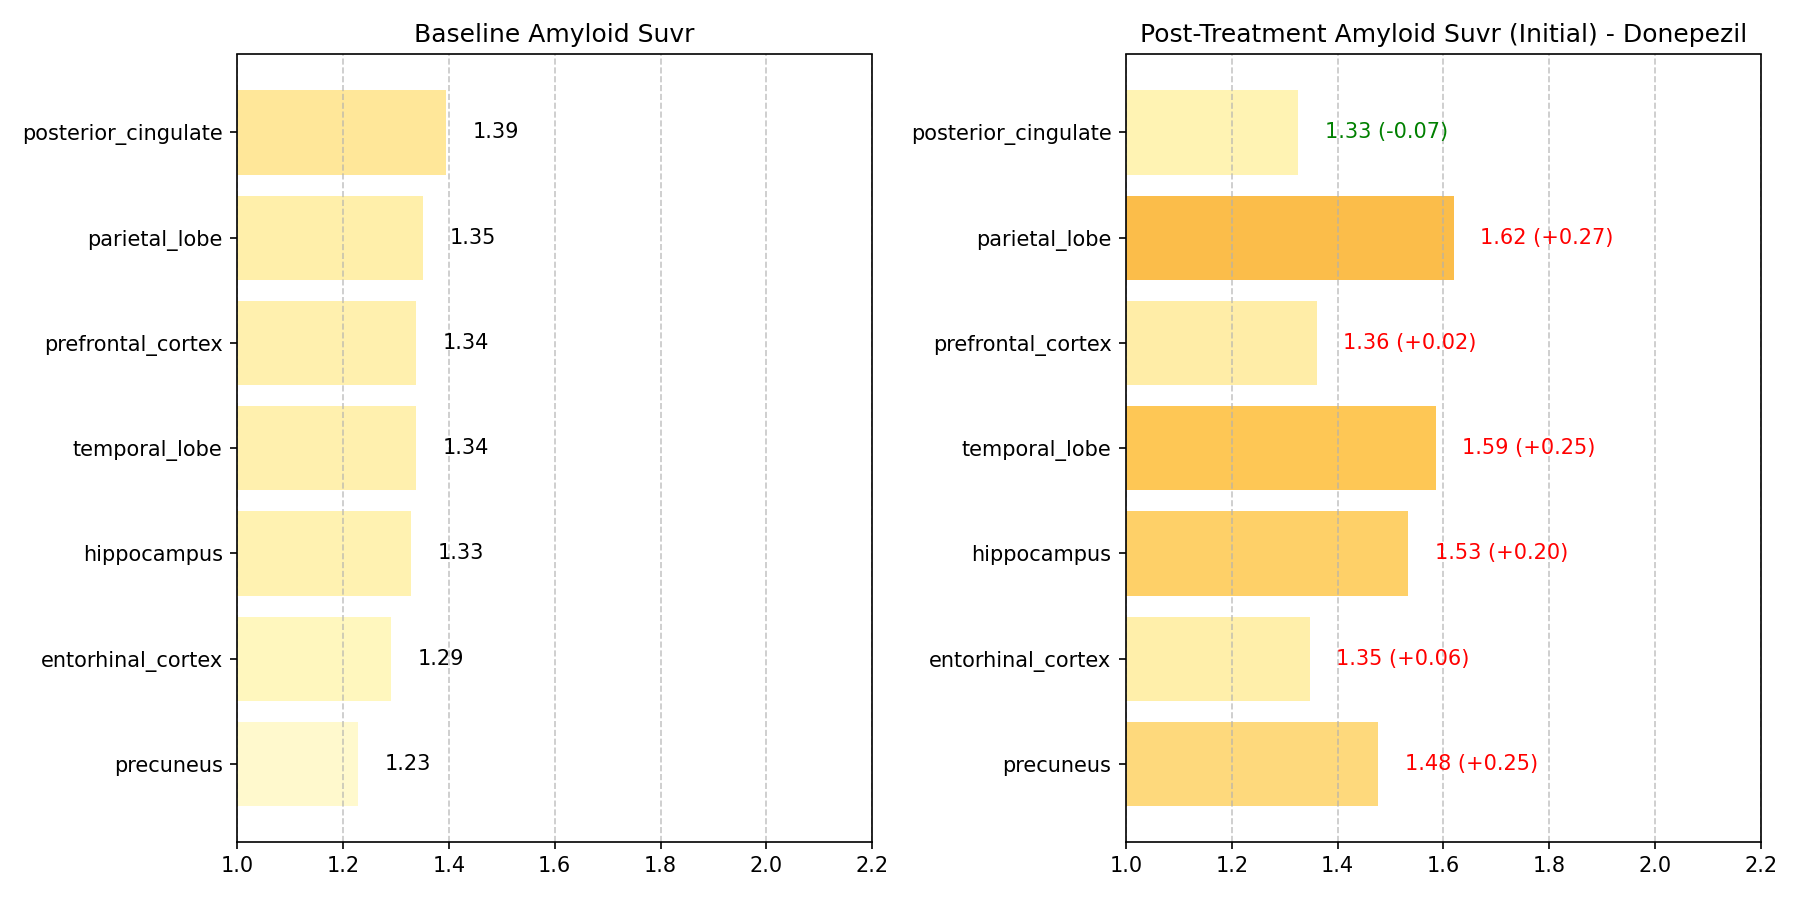 Baseline Amyloid Suvr
posterior_cingulate
1.39
parietal_lobe
1.35
prefrontal_cortex
1.34
temporal_lobe
1.34
hippocampus
1.33
entorhinal_cortex
1.29
precuneus
1.23
1.0 1.2 1.4 1.6 1.8 2.0 2.2
Post-Treatment Amyloid Suvr (Initial) - Donepezil
posterior_cingulate
1.33 (-0.07)
parietal_lobe
1.62 (+0.27)
prefrontal_cortex
1.36 (+0.02)
temporal_lobe
1.59 (+0.25)
hippocampus
1.53 (+0.20)
entorhinal_cortex
1.35 (+0.06)
precuneus
1.48 (+0.25)
1.0 1.2 1.4 1.6 1.8 2.0 2.2